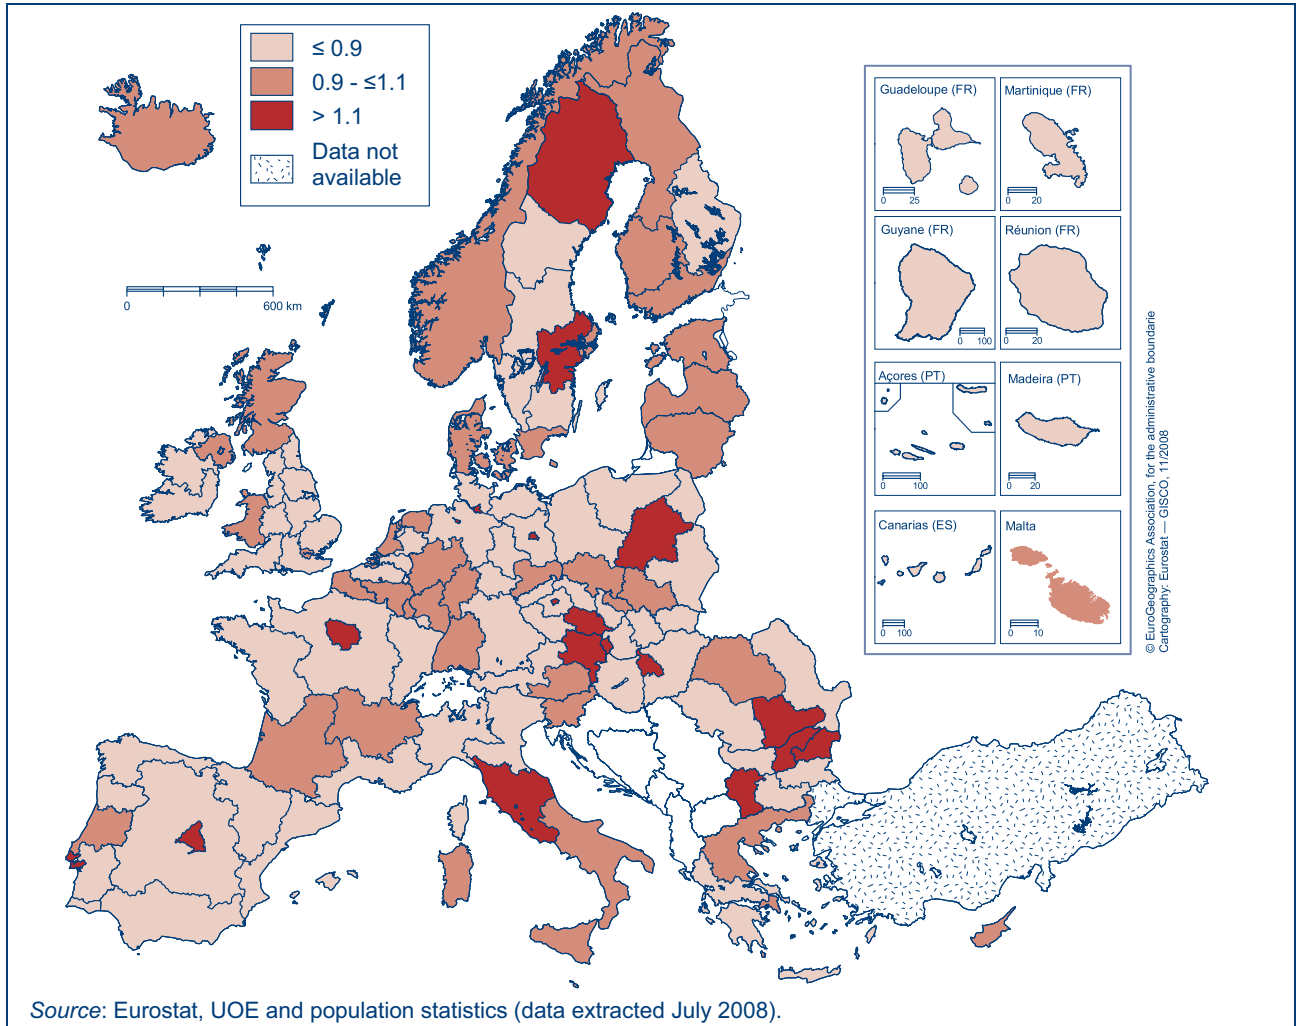 ≤ 0.9
0.9 - ≤1.1
> 1.1
Data not
available
0
600 km
Guadeloupe (FR)
0
25
Martinique (FR)
0
20
Guyane (FR)
0
100
Réunion (FR)
0
20
Açores (PT)
0
100
Madeira (PT)
0
20
Canarias (ES)
0
100
Malta
0
10
© EuroGeographics Association, for the administrative boundarie
Cartography: Eurostat — GISCO, 11/2008
Source: Eurostat, UOE and population statistics (data extracted July 2008).